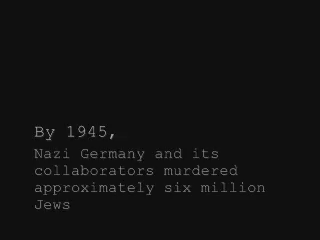 By 1945,
Nazi Germany and its
collaborators murdered
approximately six million
Jews